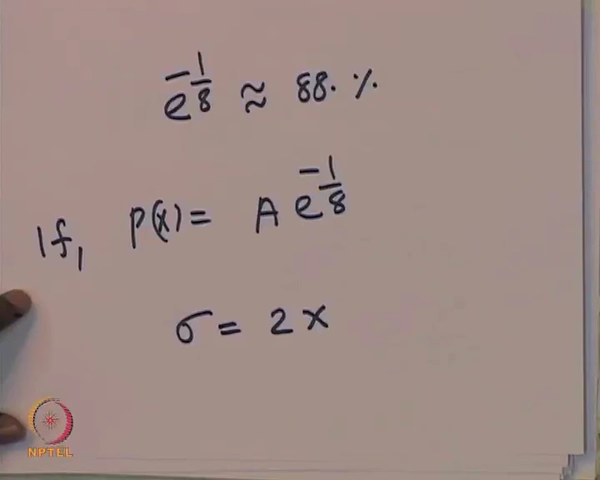 e^{-1/8} ≈ 88. %
If, P(x) = A e^{-1/8}
σ = 2x
NPTEL